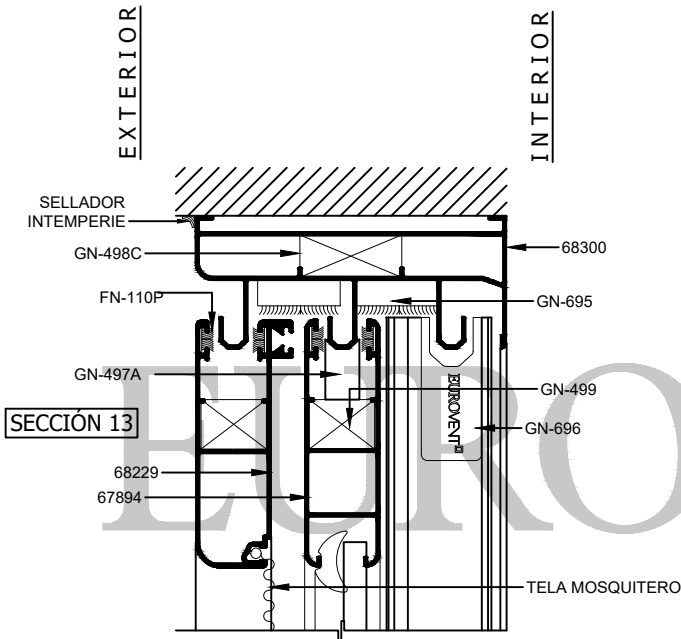 EXTERIOR
INTERIOR
SELLADOR
INTEMPERIE
GN-498C
68300
FN-110P
GN-695
GN-497A
GN-499
EUROVENT
GN-696
SECCIÓN 13
EURO
68229
67894
TELA MOSQUITERO